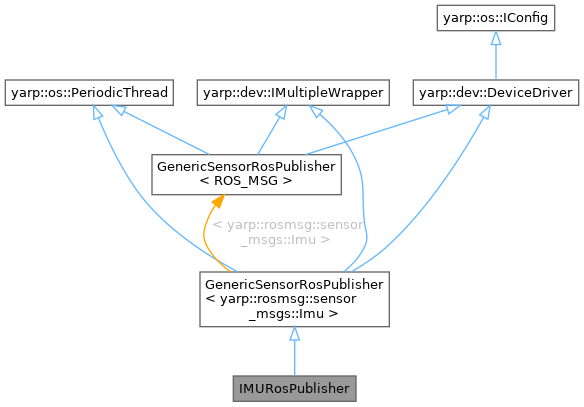 yarp::os::IConfig
yarp::os::PeriodicThread
yarp::dev::IMultipleWrapper
yarp::dev::DeviceDriver
GenericSensorRosPublisher
< ROS_MSG >
< yarp::rosmsg::sensor
_msgs::Imu >
GenericSensorRosPublisher
< yarp::rosmsg::sensor
_msgs::Imu >
IMURosPublisher